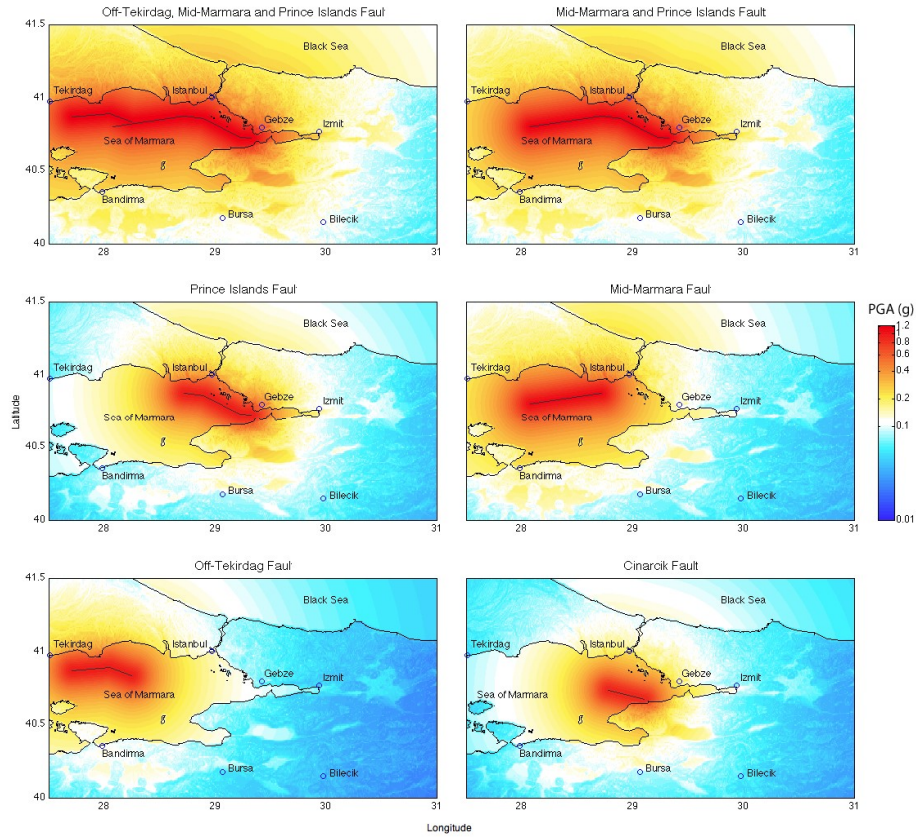 Off-Tekirdag, Mid-Marmara and Prince Islands Faul
Mid-Marmara and Prince Islands Fault
41.5
Black Sea
Black Sea
Tekirdag
Istanbul
Tekirdag
Istanbul
41
Gebze
Izmit
Gebze
Izmit
Sea of Marmara
Sea of Marmara
40.5
Bandirma
Bursa
Bilecik
Bandirma
Bursa
Bilecik
40
28 29 30 31
28 29 30 31
Prince Islands Faul
Mid-Marmara Faul
41.5
PGA (g)
Black Sea
Black Sea
1.2
1
0.8
0.6
0.4
0.2
0.1
0.01
Tekirdag
Istanbul
Tekirdag
Istanbul
41
Gebze
Izmit
Gebze
Izmit
Latitude
Sea of Marmara
Sea of Marmara
40.5
Bandirma
Bursa
Bilecik
Bandirma
Bursa
Bilecik
40
28 29 30 31
28 29 30 31
Off-Tekirdag Faul
Cinarcik Fault
41.5
Black Sea
Black Sea
Tekirdag
Istanbul
Tekirdag
Istanbul
41
Gebze
Izmit
Gebze
Izmit
Sea of Marmara
Sea of Marmara
40.5
Bandirma
Bursa
Bilecik
Bandirma
Bursa
Bilecik
40
28 29 30 31
28 29 30 31
Longitude